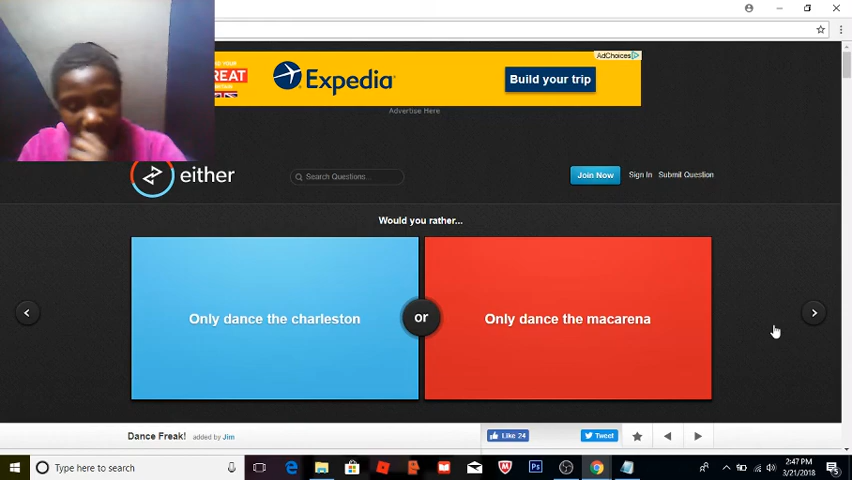 REAT
Expedia
Build your trip
AdChoices
Advertise Here
either
Search Questions...
Join Now
Sign In
Submit Question
Would you rather...
Only dance the charleston
or
Only dance the macarena
Dance Freak! added by Jim
Like 24
Tweet
Type here to search
2:47 PM
3/21/2018
5